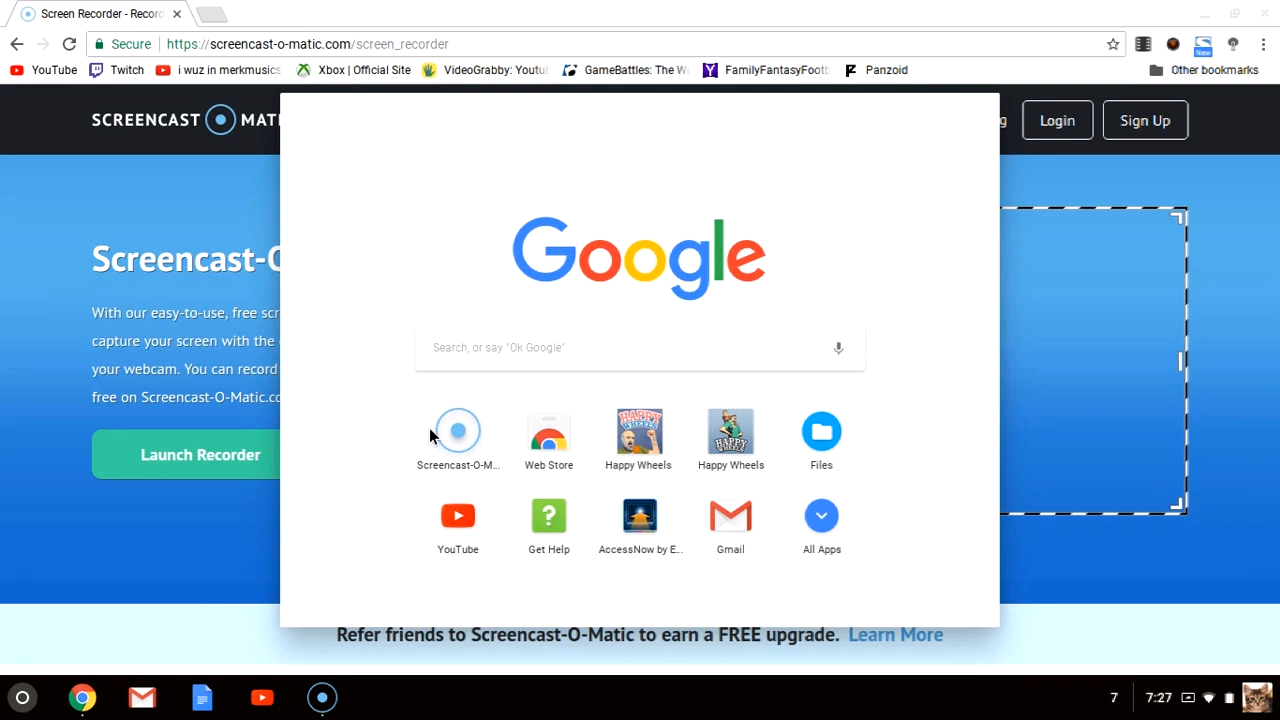 Screen Recorder - Record
Secure https://screencast-o-matic.com/screen_recorder
New
YouTube Twitch i wuz in merkmusics Xbox | Official Site VideoGrabby: Youtut GameBattles: The W FamilyFantasyFootb Panzoid Other bookmarks
SCREENCAST MATI g Login Sign Up
Google
Screencast-O
With our easy-to-use, free scr
capture your screen with the
your webcam. You can record
free on Screencast-O-Matic.co
Launch Recorder
Search, or say "Ok Google"
Screencast-O-M... Web Store Happy Wheels Happy Wheels Files
YouTube Get Help AccessNow by E... Gmail All Apps
Refer friends to Screencast-O-Matic to earn a FREE upgrade. Learn More
7 7:27